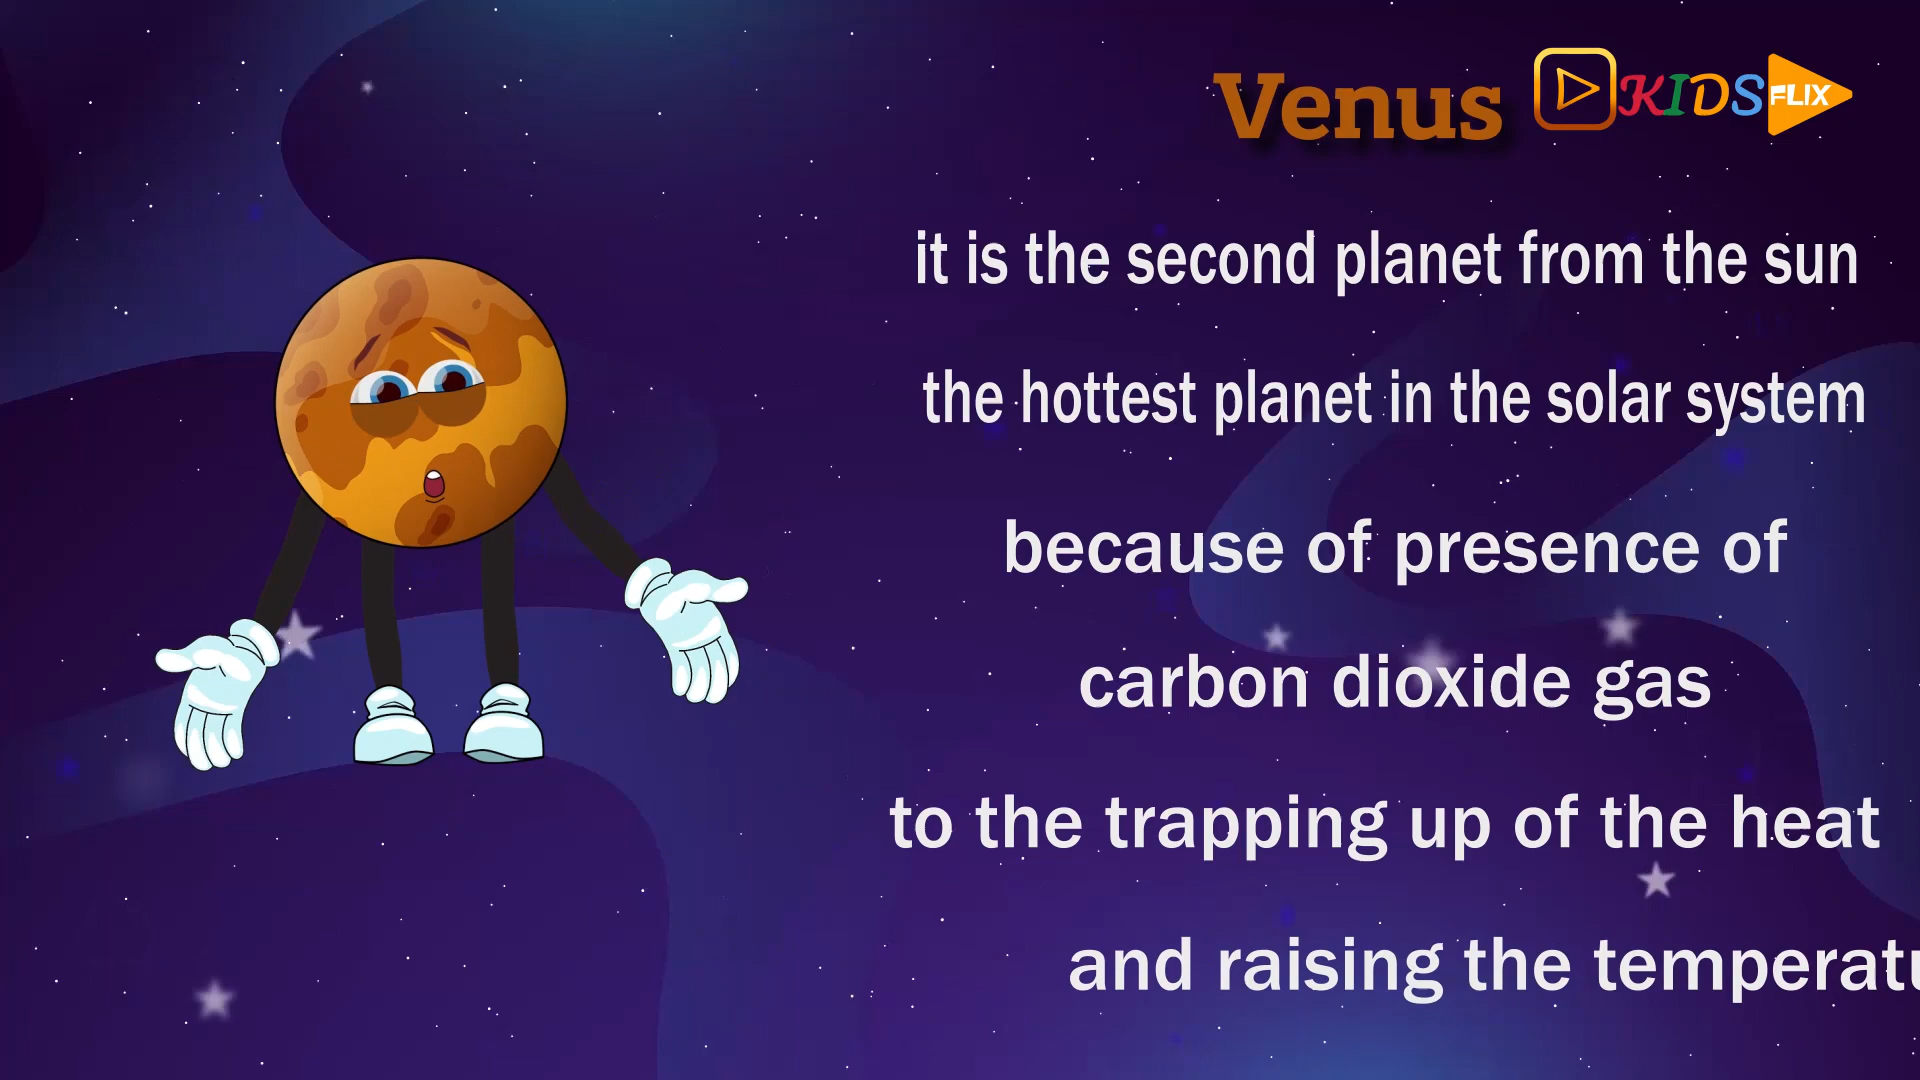 Venus
KIDS FLIX
it is the second planet from the sun
the hottest planet in the solar system
because of presence of
carbon dioxide gas
to the trapping up of the heat
and raising the temperatu